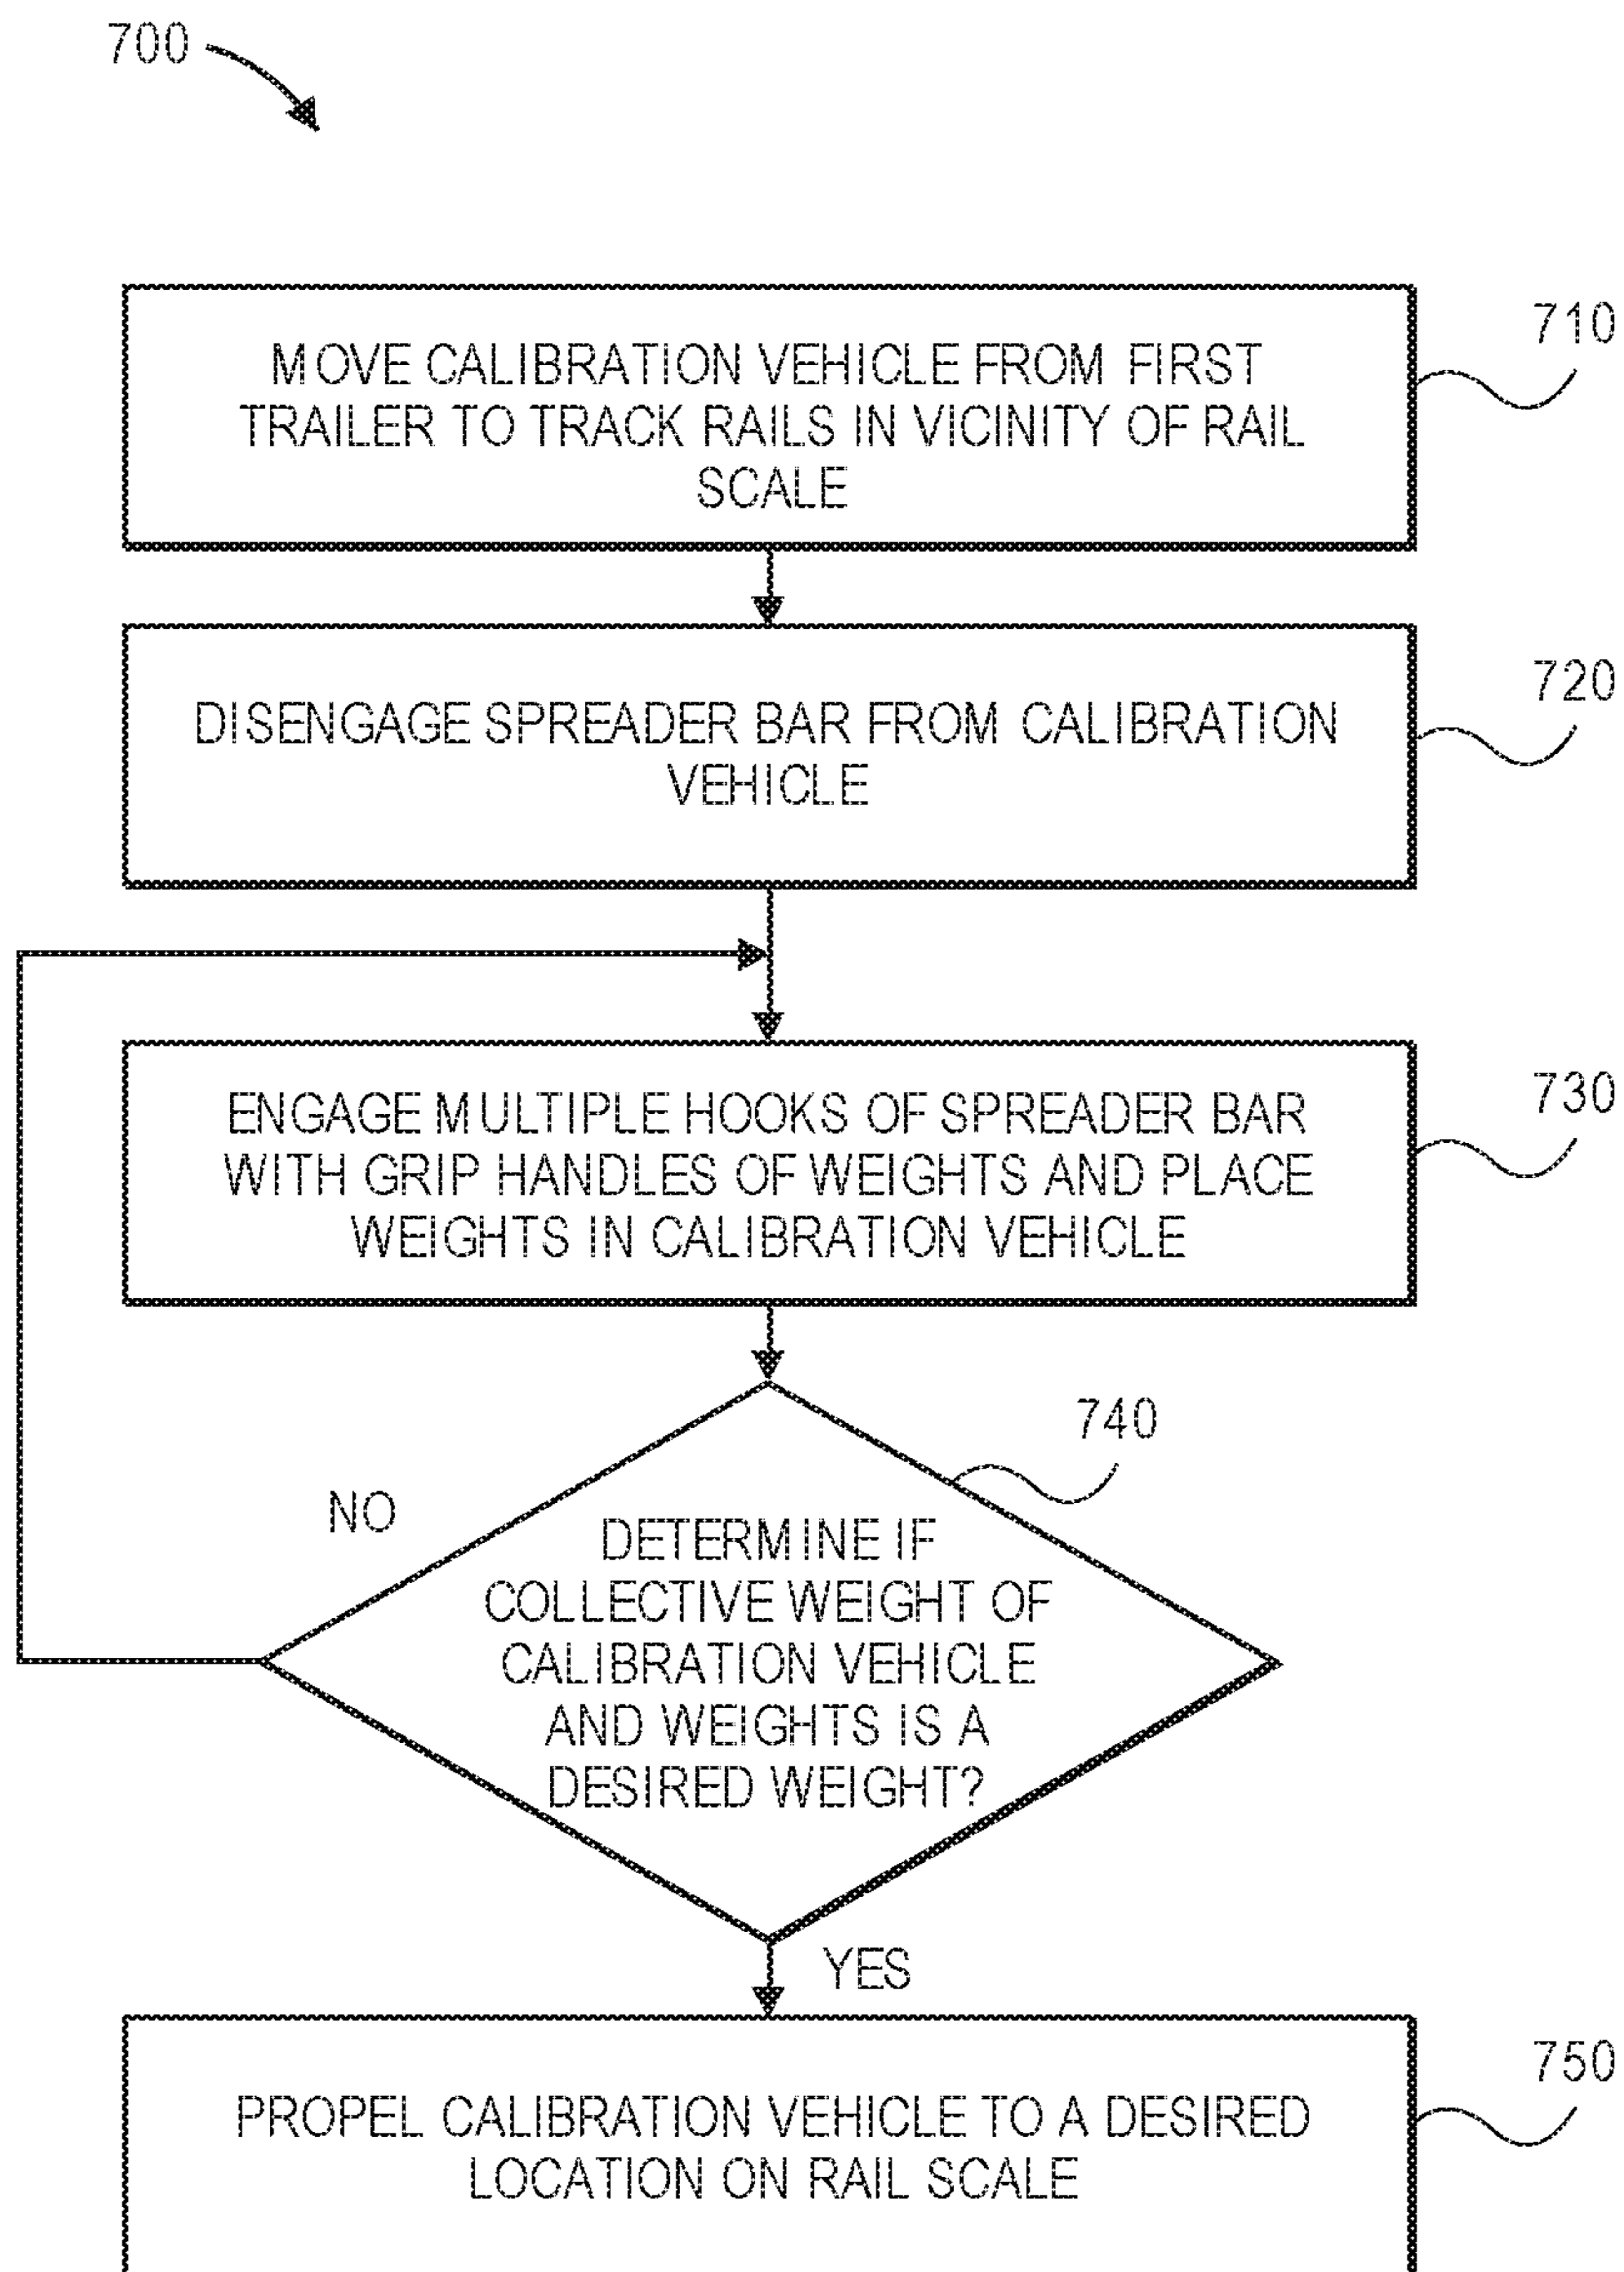 700
MOVE CALIBRATION VEHICLE FROM FIRST
TRAILER TO TRACK RAILS IN VICINITY OF RAIL
SCALE
710
DISENGAGE SPREADER BAR FROM CALIBRATION
VEHICLE
720
ENGAGE MULTIPLE HOOKS OF SPREADER BAR
WITH GRIP HANDLES OF WEIGHTS AND PLACE
WEIGHTS IN CALIBRATION VEHICLE
730
740
NO
DETERMINE IF
COLLECTIVE WEIGHT OF
CALIBRATION VEHICLE
AND WEIGHTS IS A
DESIRED WEIGHT?
YES
PROPEL CALIBRATION VEHICLE TO A DESIRED
LOCATION ON RAIL SCALE
750